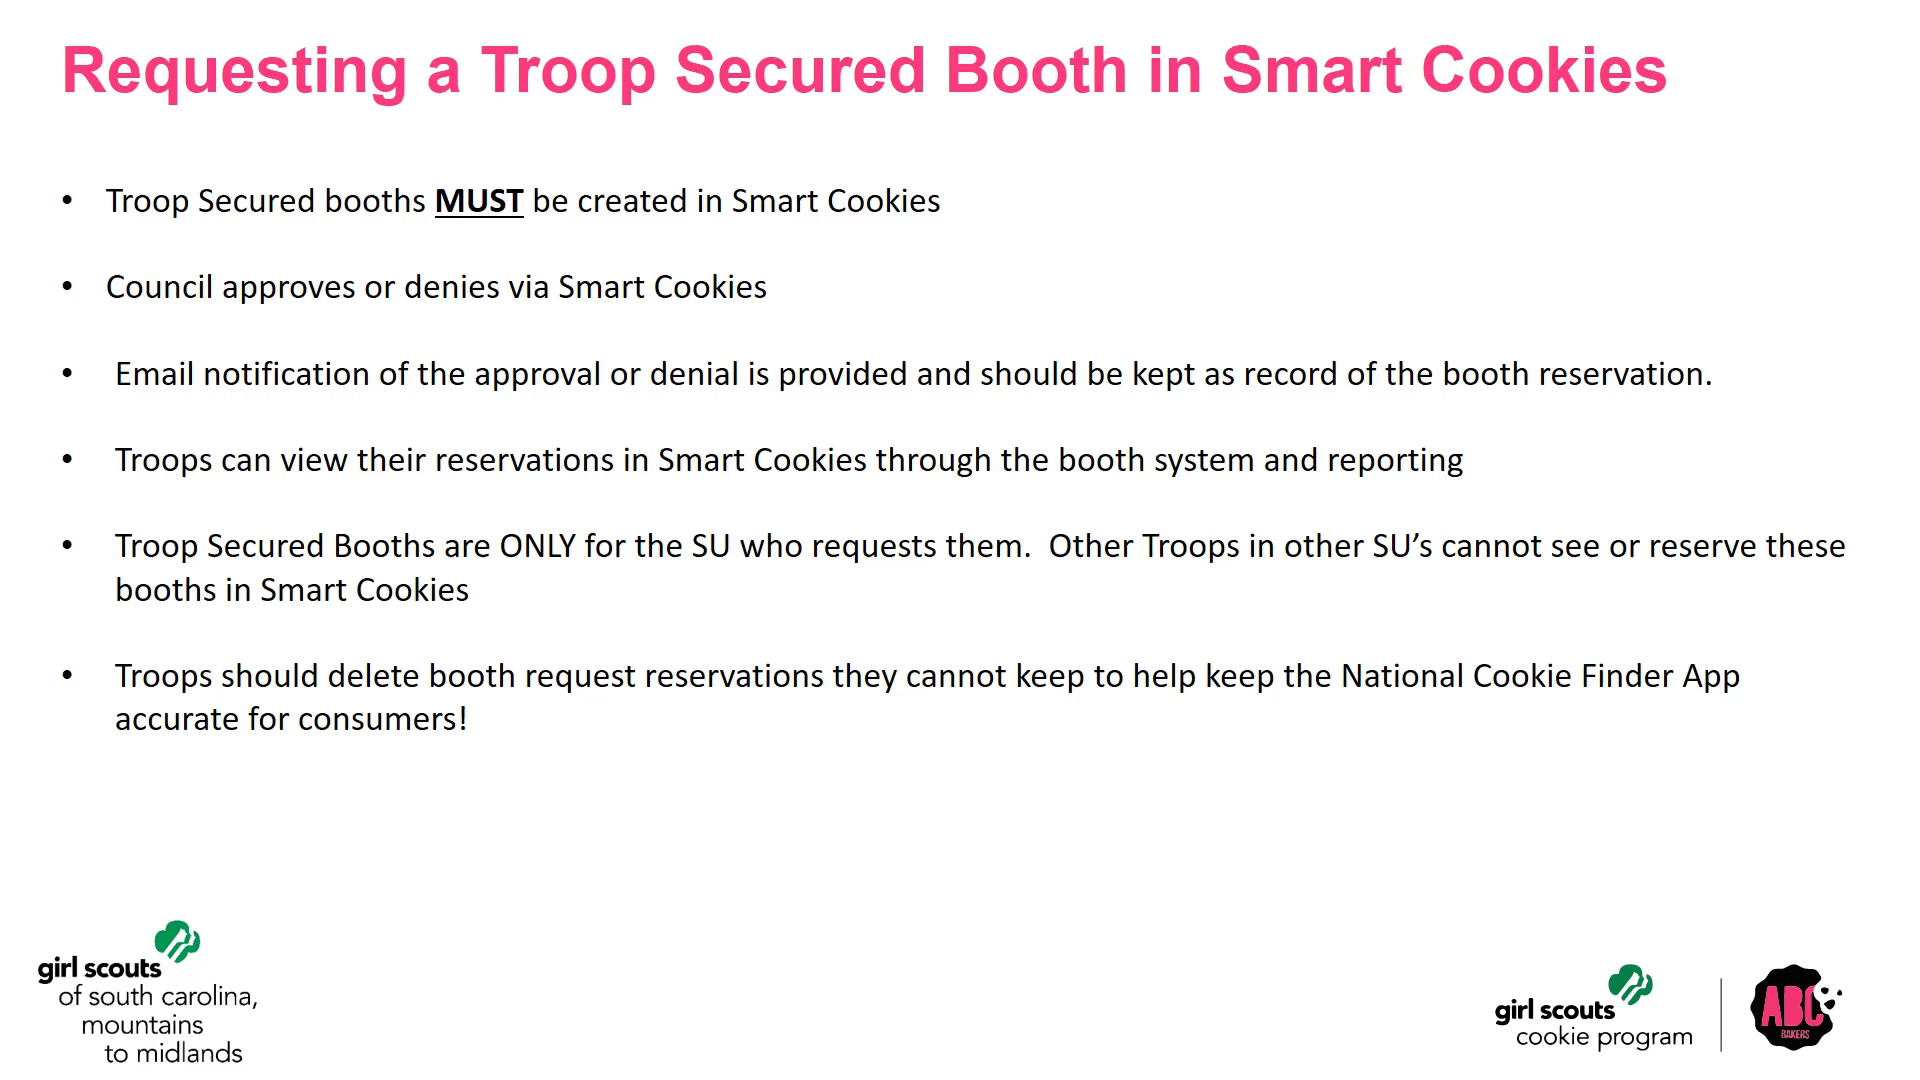 Requesting a Troop Secured Booth in Smart Cookies
• Troop Secured booths MUST be created in Smart Cookies
• Council approves or denies via Smart Cookies
• Email notification of the approval or denial is provided and should be kept as record of the booth reservation.
• Troops can view their reservations in Smart Cookies through the booth system and reporting
• Troop Secured Booths are ONLY for the SU who requests them.  Other Troops in other SU’s cannot see or reserve these
booths in Smart Cookies
• Troops should delete booth request reservations they cannot keep to help keep the National Cookie Finder App
accurate for consumers!
girl scouts
of south carolina,
mountains
to midlands
girl scouts
cookie program
ABC
BAKERS